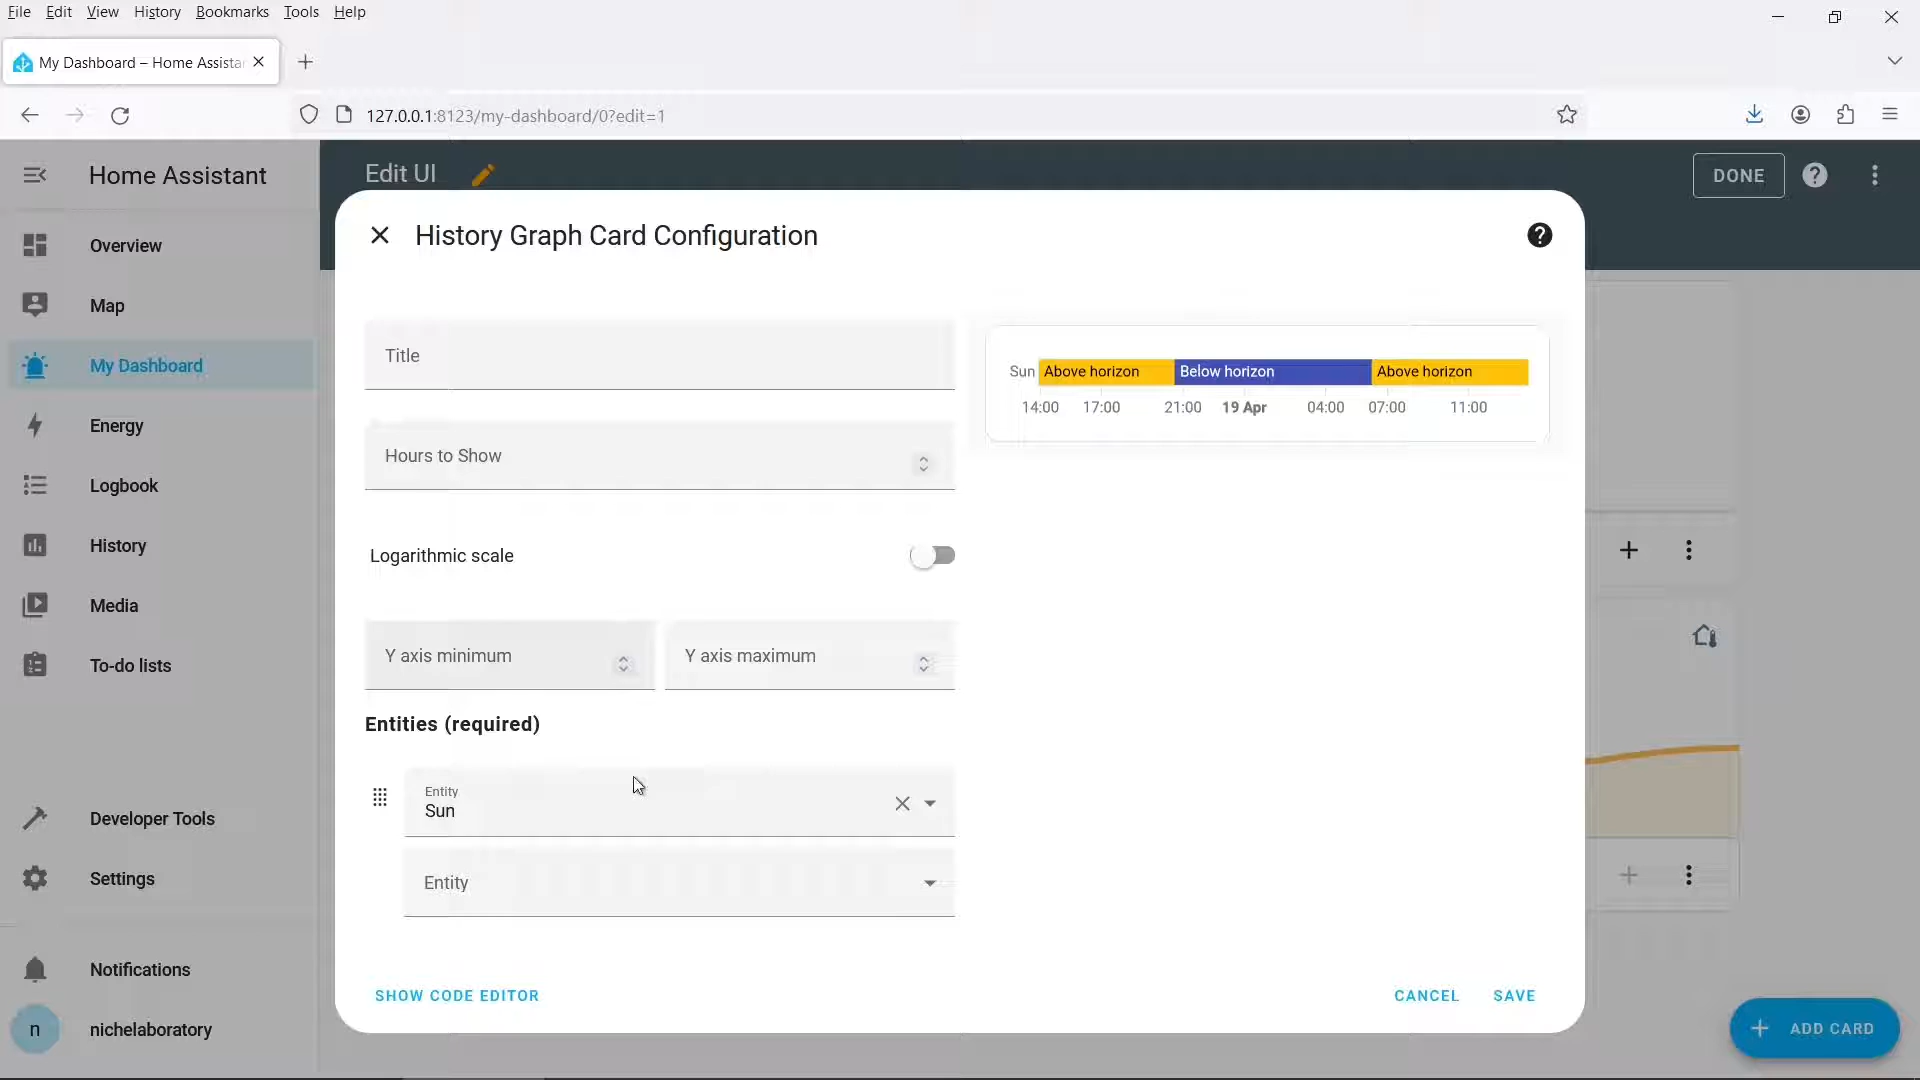 File Edit View History Bookmarks Tools Help
My Dashboard – Home Assistar
127.0.0.1:8123/my-dashboard/0?edit=1
Home Assistant
Edit UI
DONE
Overview
Map
My Dashboard
Energy
Logbook
History
Media
To-do lists
Developer Tools
Settings
Notifications
n nichelaboratory
History Graph Card Configuration
Title
Hours to Show
Logarithmic scale
Y axis minimum Y axis maximum
Entities (required)
Entity
Sun
Entity
Sun Above horizon Below horizon Above horizon
14:00 17:00 21:00 19 Apr 04:00 07:00 11:00
SHOW CODE EDITOR CANCEL SAVE
ADD CARD